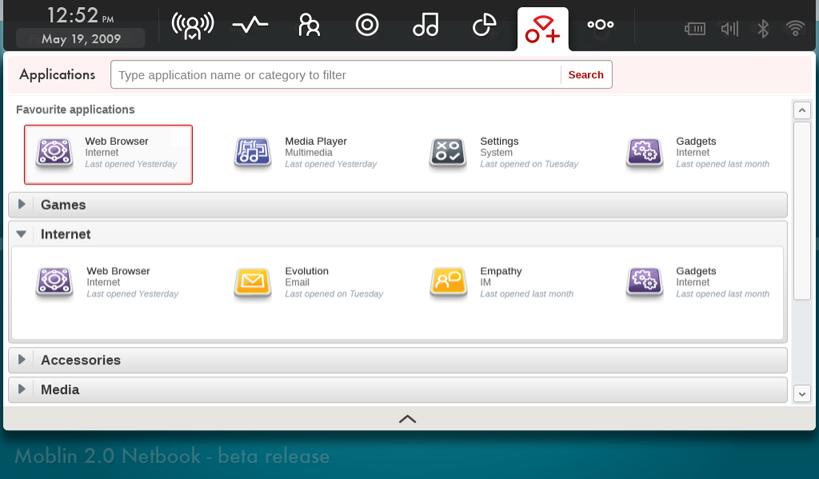 12:52 PM
May 19, 2009
Applications
Type application name or category to filter
Search
Favourite applications
Web Browser
Internet
Last opened Yesterday
Media Player
Multimedia
Last opened Yesterday
Settings
System
Last opened on Tuesday
Gadgets
Internet
Last opened last month
Games
Internet
Web Browser
Internet
Last opened Yesterday
Evolution
Email
Last opened on Tuesday
Empathy
IM
Last opened last month
Gadgets
Internet
Last opened last month
Accessories
Media
Moblin 2.0 Netbook - beta release